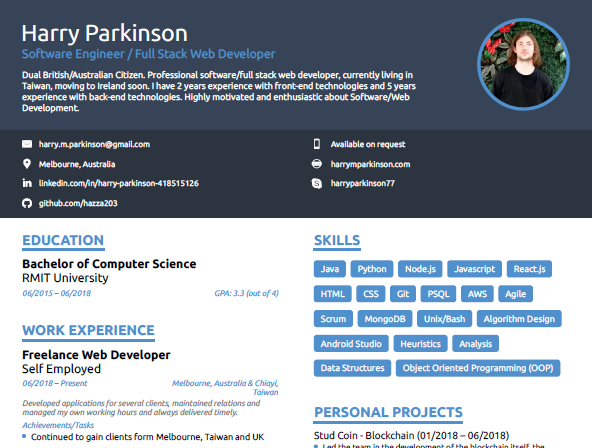 Harry Parkinson
Software Engineer / Full Stack Web Developer
Dual British/Australian Citizen. Professional software/full stack web developer, currently living in
Taiwan, moving to Ireland soon. I have 2 years experience with front-end technologies and 5 years
experience with back-end technologies. Highly motivated and enthusiastic about Software/Web
Development.
harry.m.parkinson@gmail.com
Available on request
Melbourne, Australia
harrymparkinson.com
linkedin.com/in/harry-parkinson-418515126
harryparkinson77
github.com/hazza203
EDUCATION
Bachelor of Computer Science
RMIT University
06/2015 – 06/2018
GPA: 3.3 (out of 4)
WORK EXPERIENCE
Freelance Web Developer
Self Employed
06/2018 – Present
Melbourne, Australia & Chiayi,
Taiwan
Developed applications for several clients, maintained relations and
managed my own working hours and always delivered timely.
Achievements/Tasks
Continued to gain clients form Melbourne, Taiwan and UK
SKILLS
Java Python Node.js Javascript React.js
HTML CSS Git PSQL AWS Agile
Scrum MongoDB Unix/Bash Algorithm Design
Android Studio Heuristics Analysis
Data Structures Object Oriented Programming (OOP)
PERSONAL PROJECTS
Stud Coin - Blockchain (01/2018 – 06/2018)
Led the team in the development of the blockchain itself, the